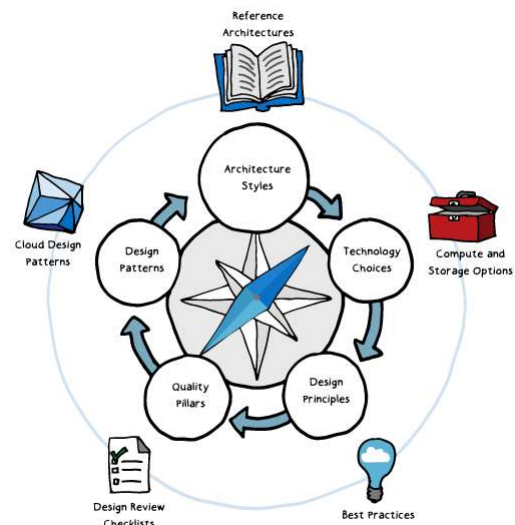 Reference
Architectures
Architecture
Styles
Cloud Design
Patterns
Design
Patterns
Technology
Choices
Compute and
Storage Options
Quality
Pillars
Design
Principles
Design Review
Checklists
Best Practices